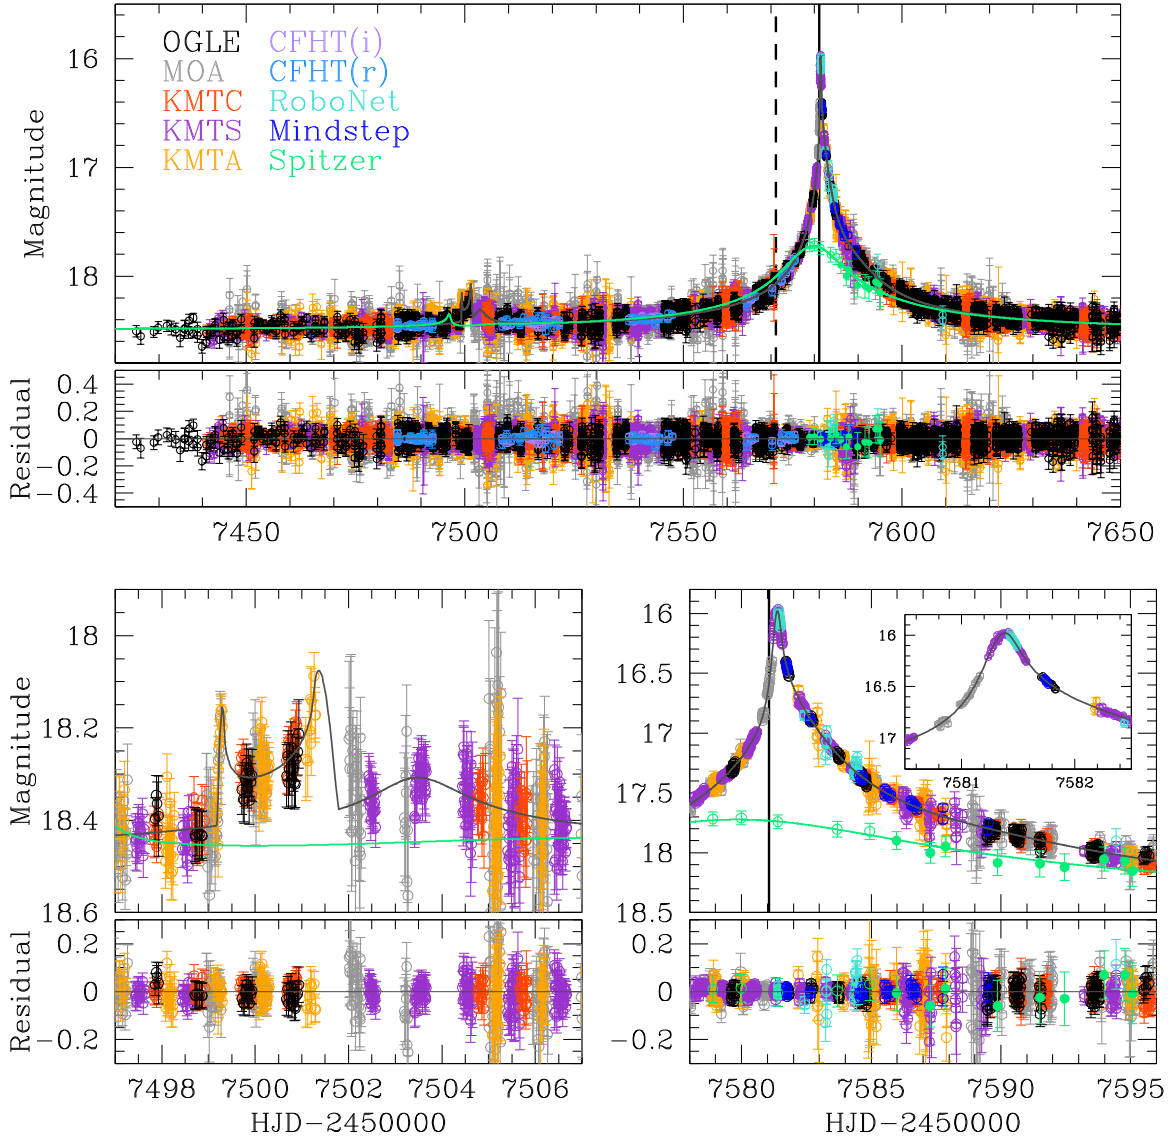 OGLE CFHT(i)
MOA CFHT(r)
KMTC RoboNet
KMTS Mindstep
KMTA Spitzer
Magnitude
16
17
18
Residual
0.4
0.2
0
−0.2
−0.4
7450 7500 7550 7600 7650
Magnitude
18
18.2
18.4
18.6
Residual
0.2
0
−0.2
7498 7500 7502 7504 7506
HJD−2450000
16
16.5
17
17.5
18
18.5
16
16.5
17
7581 7582
0.2
0
−0.2
7580 7585 7590 7595
HJD−2450000